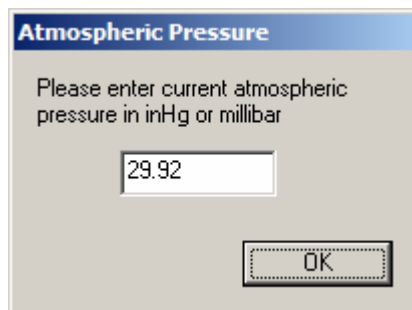 Atmospheric Pressure
Please enter current atmospheric
pressure in inHg or millibar
29.92
OK